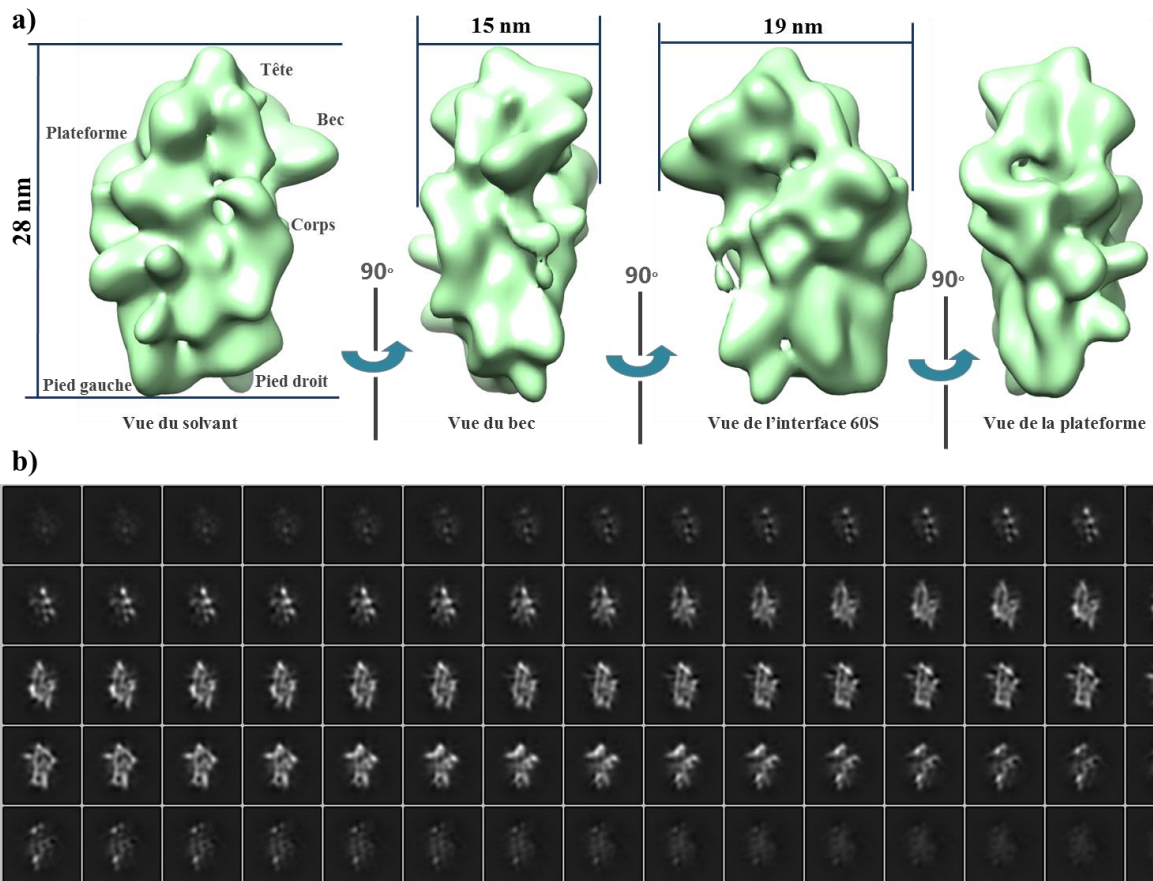 a)
15 nm
19 nm
Tête
Bec
Plateforme
28 nm
Corps
90°
90°
90°
Pied gauche
Pied droit
Vue du solvant
Vue du bec
Vue de l'interface 60S
Vue de la plateforme
b)